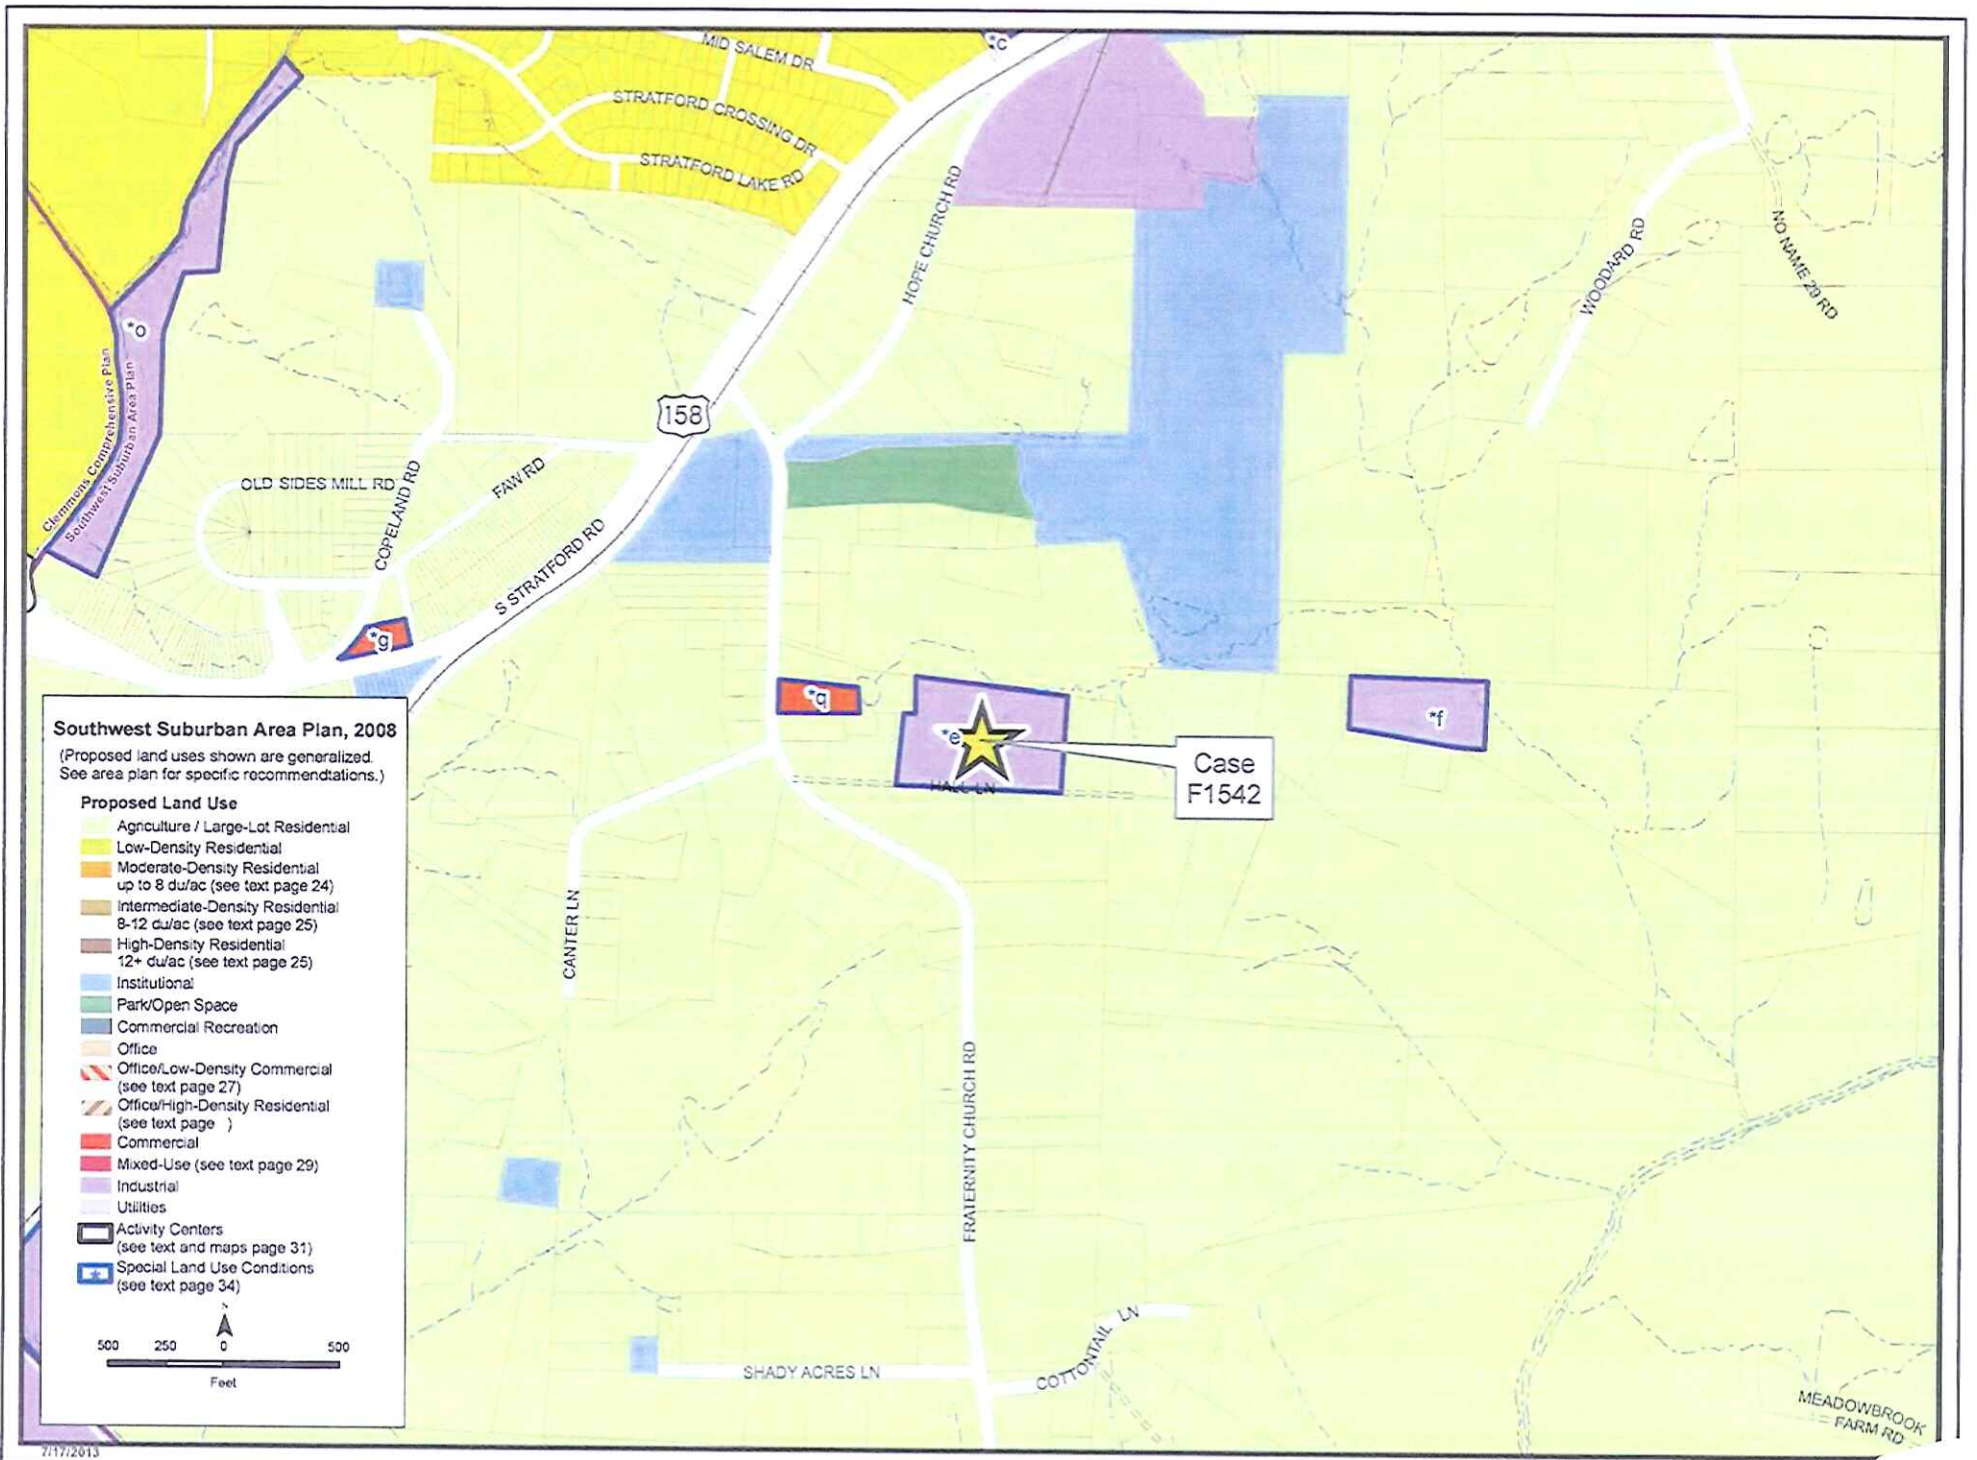 *c
MID SALEM DR
STRATFORD CROSSING DR
STRATFORD LAKE RD
HOPE CHURCH RD
WOODARD RD
NO NAME 29 RD
*o
Clemmons Comprehensive Plan
Southwest Suburban Area Plan
158
OLD SIDES MILL RD
COPELAND RD
FAW RD
S STRATFORD RD
*g
*q
*e
*f
HALL LN
Case
F1542
CANTER LN
FRATERNITY CHURCH RD
SHADY ACRES LN
COTTONTAIL LN
MEADOWBROOK
FARM RD
Southwest Suburban Area Plan, 2008
(Proposed land uses shown are generalized.
See area plan for specific recommendtations.)
Proposed Land Use
Agriculture / Large-Lot Residential
Low-Density Residential
Moderate-Density Residential
up to 8 du/ac (see text page 24)
Intermediate-Density Residential
8-12 du/ac (see text page 25)
High-Density Residential
12+ du/ac (see text page 25)
Institutional
Park/Open Space
Commercial Recreation
Office
Office/Low-Density Commercial
(see text page 27)
Office/High-Density Residential
(see text page )
Commercial
Mixed-Use (see text page 29)
Industrial
Utilities
Activity Centers
(see text and maps page 31)
Special Land Use Conditions
(see text page 34)
N
500 250 0 500
Feet
7/17/2013